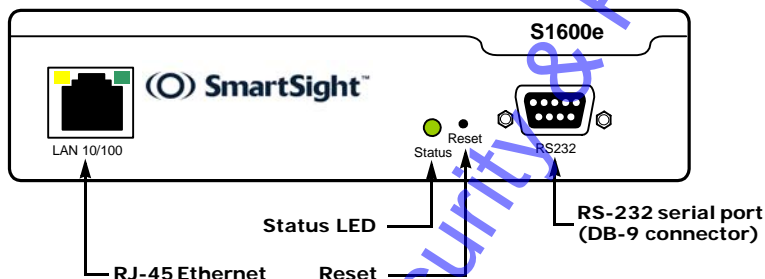 S1600e
SmartSight™
LAN 10/100
Status
Reset
RS232
Status LED
RS-232 serial port
(DB-9 connector)
RJ-45 Ethernet
Reset